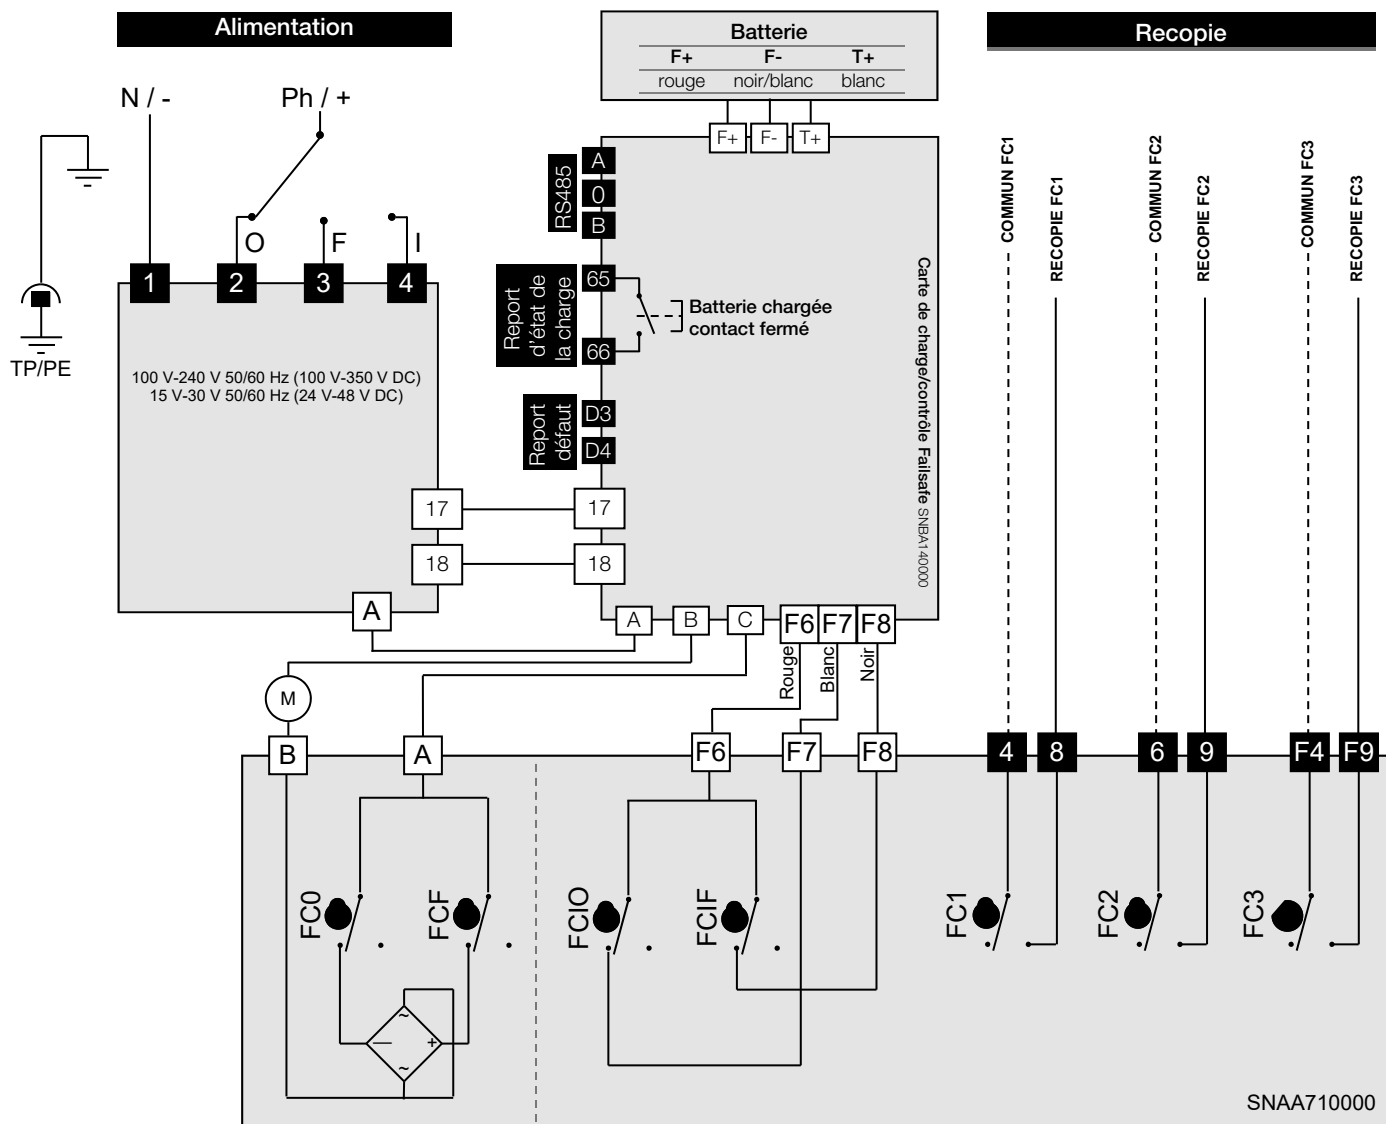 Alimentation
Batterie
F+ F- T+
rouge noir/blanc blanc
Recopie
N / -
Ph / +
O
F
I
1
2
3
4
TP/PE
100 V-240 V 50/60 Hz (100 V-350 V DC)
15 V-30 V 50/60 Hz (24 V-48 V DC)
17
18
A
F+
F-
T+
RS485
A
0
B
Report
d'état de
la charge
65
66
Batterie chargée
contact fermé
Report
défaut
D3
D4
17
18
Carte de charge/contrôle Failsafe SNBA140000
A
B
C
F6
F7
F8
Rouge
Blanc
Noir
COMMUN FC1
RECOPIE FC1
COMMUN FC2
RECOPIE FC2
COMMUN FC3
RECOPIE FC3
M
B
A
F6
F7
F8
4
8
6
9
F4
F9
FC0
FCF
FCIO
FCIF
FC1
FC2
FC3
~
—
+
~
SNAA710000